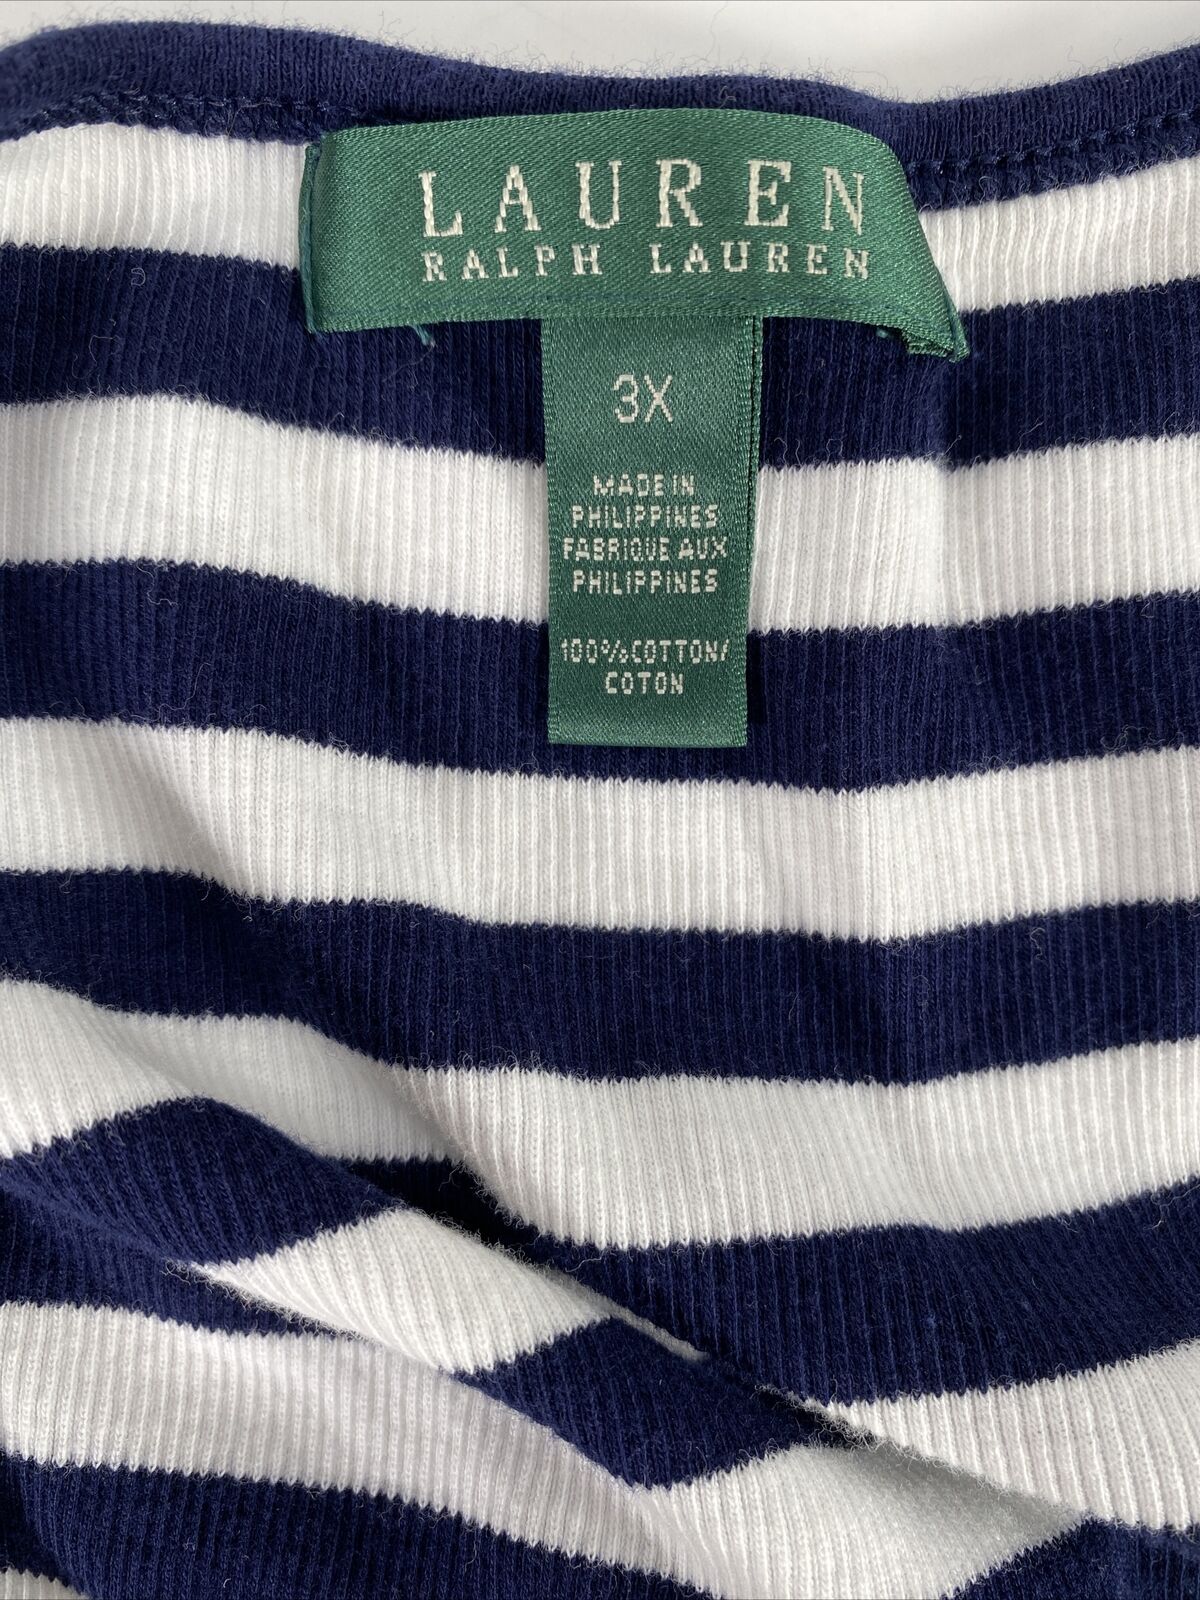 LAUREN
RALPH LAUREN
3X
MADE IN
PHILIPPINES
FABRIQUE AUX
PHILIPPINES
100%COTTON/
COTON